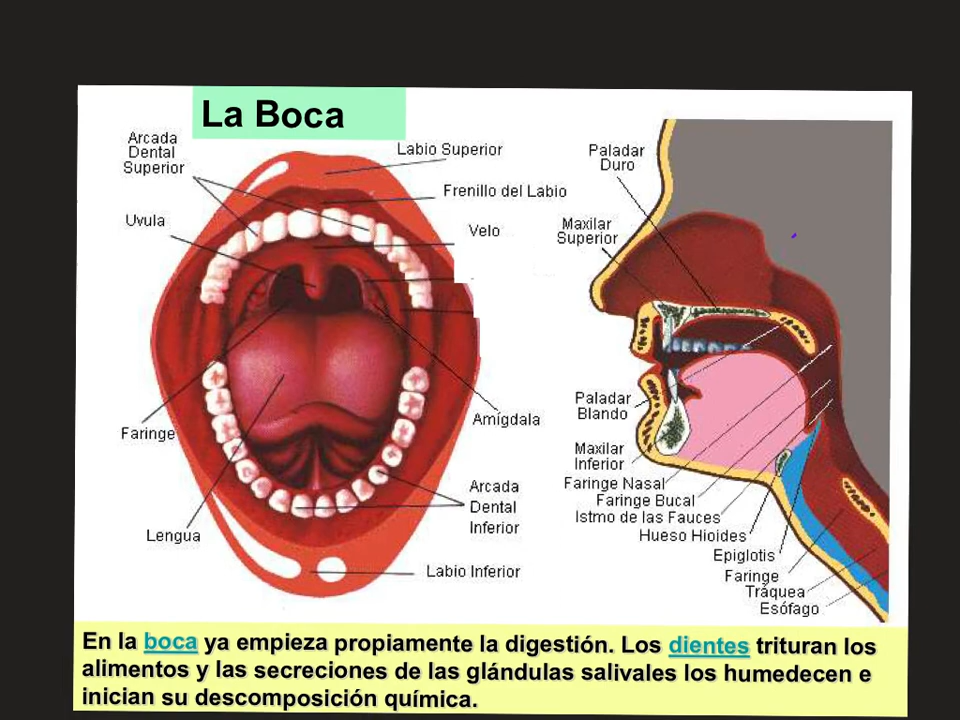 La Boca
Arcada
Dental
Superior
Labio Superior
Frenillo del Labio
Uvula
Velo
Faringe
Amígdala
Lengua
Arcada
Dental
Inferior
Labio Inferior
Paladar
Duro
Maxilar
Superior
Paladar
Blando
Maxilar
Inferior
Faringe Nasal
Faringe Bucal
Istmo de las Fauces
Hueso Hioides
Epiglotis
Faringe
Tráquea
Esófago
En la boca ya empieza propiamente la digestión. Los dientes trituran los
alimentos y las secreciones de las glándulas salivales los humedecen e
inician su descomposición química.